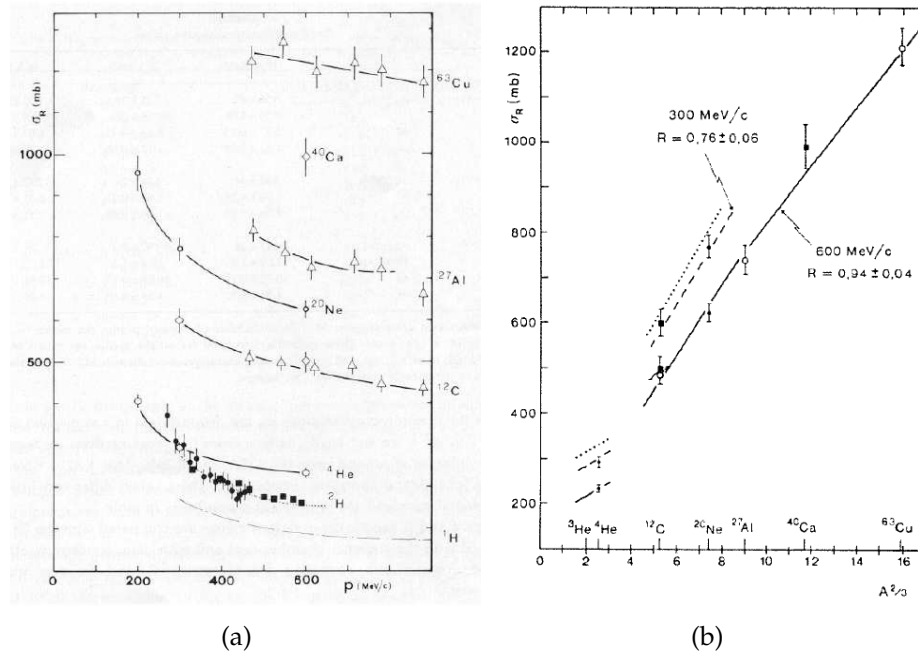 σR (mb)
1000
500
0
200
400
600
800
p (MeV/c)
63Cu
40Ca
27Al
20Ne
12C
4He
2H
1H
(a)
σR (mb)
1200
1000
800
600
400
200
300 MeV/c
R = 0,76 ± 0,06
600 MeV/c
R = 0,94 ± 0,04
3He 4He 12C 20Ne 27Al 40Ca 63Cu
0 2 4 6 8 10 12 14 16
A2/3
(b)